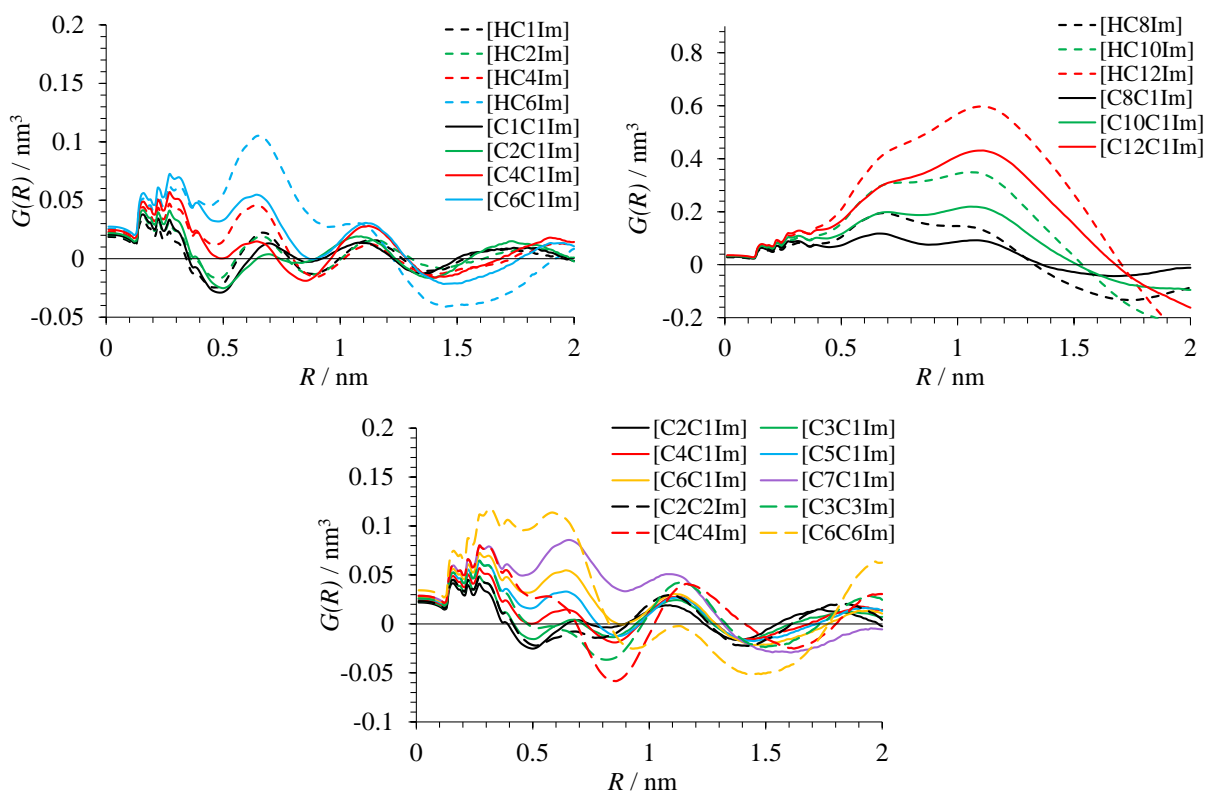 0.2
0.15
0.1
0.05
0
-0.05
G(R) / nm³
0 0.5 1 1.5 2
R / nm
[HC1Im]
[HC2Im]
[HC4Im]
[HC6Im]
[C1C1Im]
[C2C1Im]
[C4C1Im]
[C6C1Im]
0.8
0.6
0.4
0.2
0
-0.2
G(R) / nm³
0 0.5 1 1.5 2
R / nm
[HC8Im]
[HC10Im]
[HC12Im]
[C8C1Im]
[C10C1Im]
[C12C1Im]
0.2
0.15
0.1
0.05
0
-0.05
-0.1
G(R) / nm³
0 0.5 1 1.5 2
R / nm
[C2C1Im] [C3C1Im]
[C4C1Im] [C5C1Im]
[C6C1Im] [C7C1Im]
[C2C2Im] [C3C3Im]
[C4C4Im] [C6C6Im]